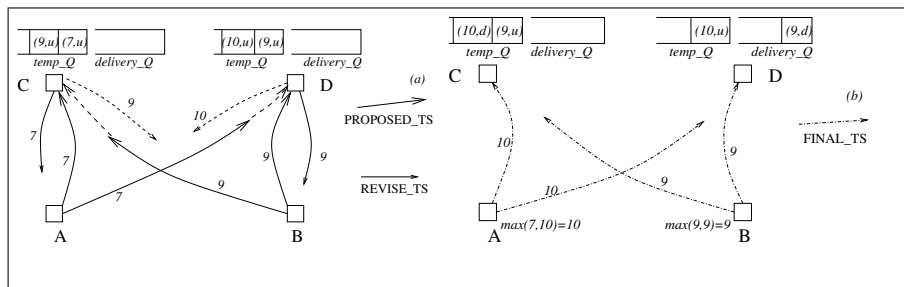 (9,u) (7,u) (10,u) (9,u) (10,d) (9,u) (10,u) (9,d)
temp_Q delivery_Q temp_Q delivery_Q temp_Q delivery_Q temp_Q delivery_Q
C D (a) C D (b)
9 10
PROPOSED_TS FINAL_TS
7 7 9 9 10 9
REVISE_TS
7 9 10 9
A B A max(7,10)=10 max(9,9)=9 B